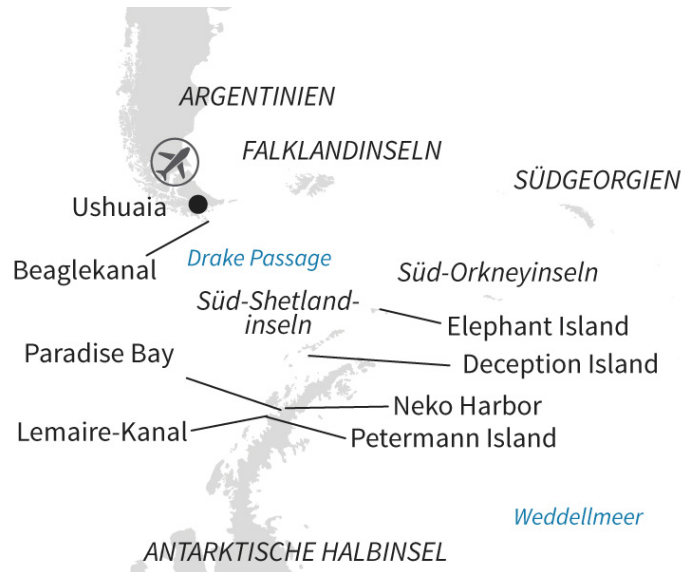 ARGENTINIEN
FALKLANDINSELN
SÜDGEORGIEN
Ushuaia
Beaglekanal
Drake Passage
Süd-Orkneyinseln
Süd-Shetland-
inseln
Elephant Island
Paradise Bay
Deception Island
Neko Harbor
Lemaire-Kanal
Petermann Island
Weddellmeer
ANTARKTISCHE HALBINSEL